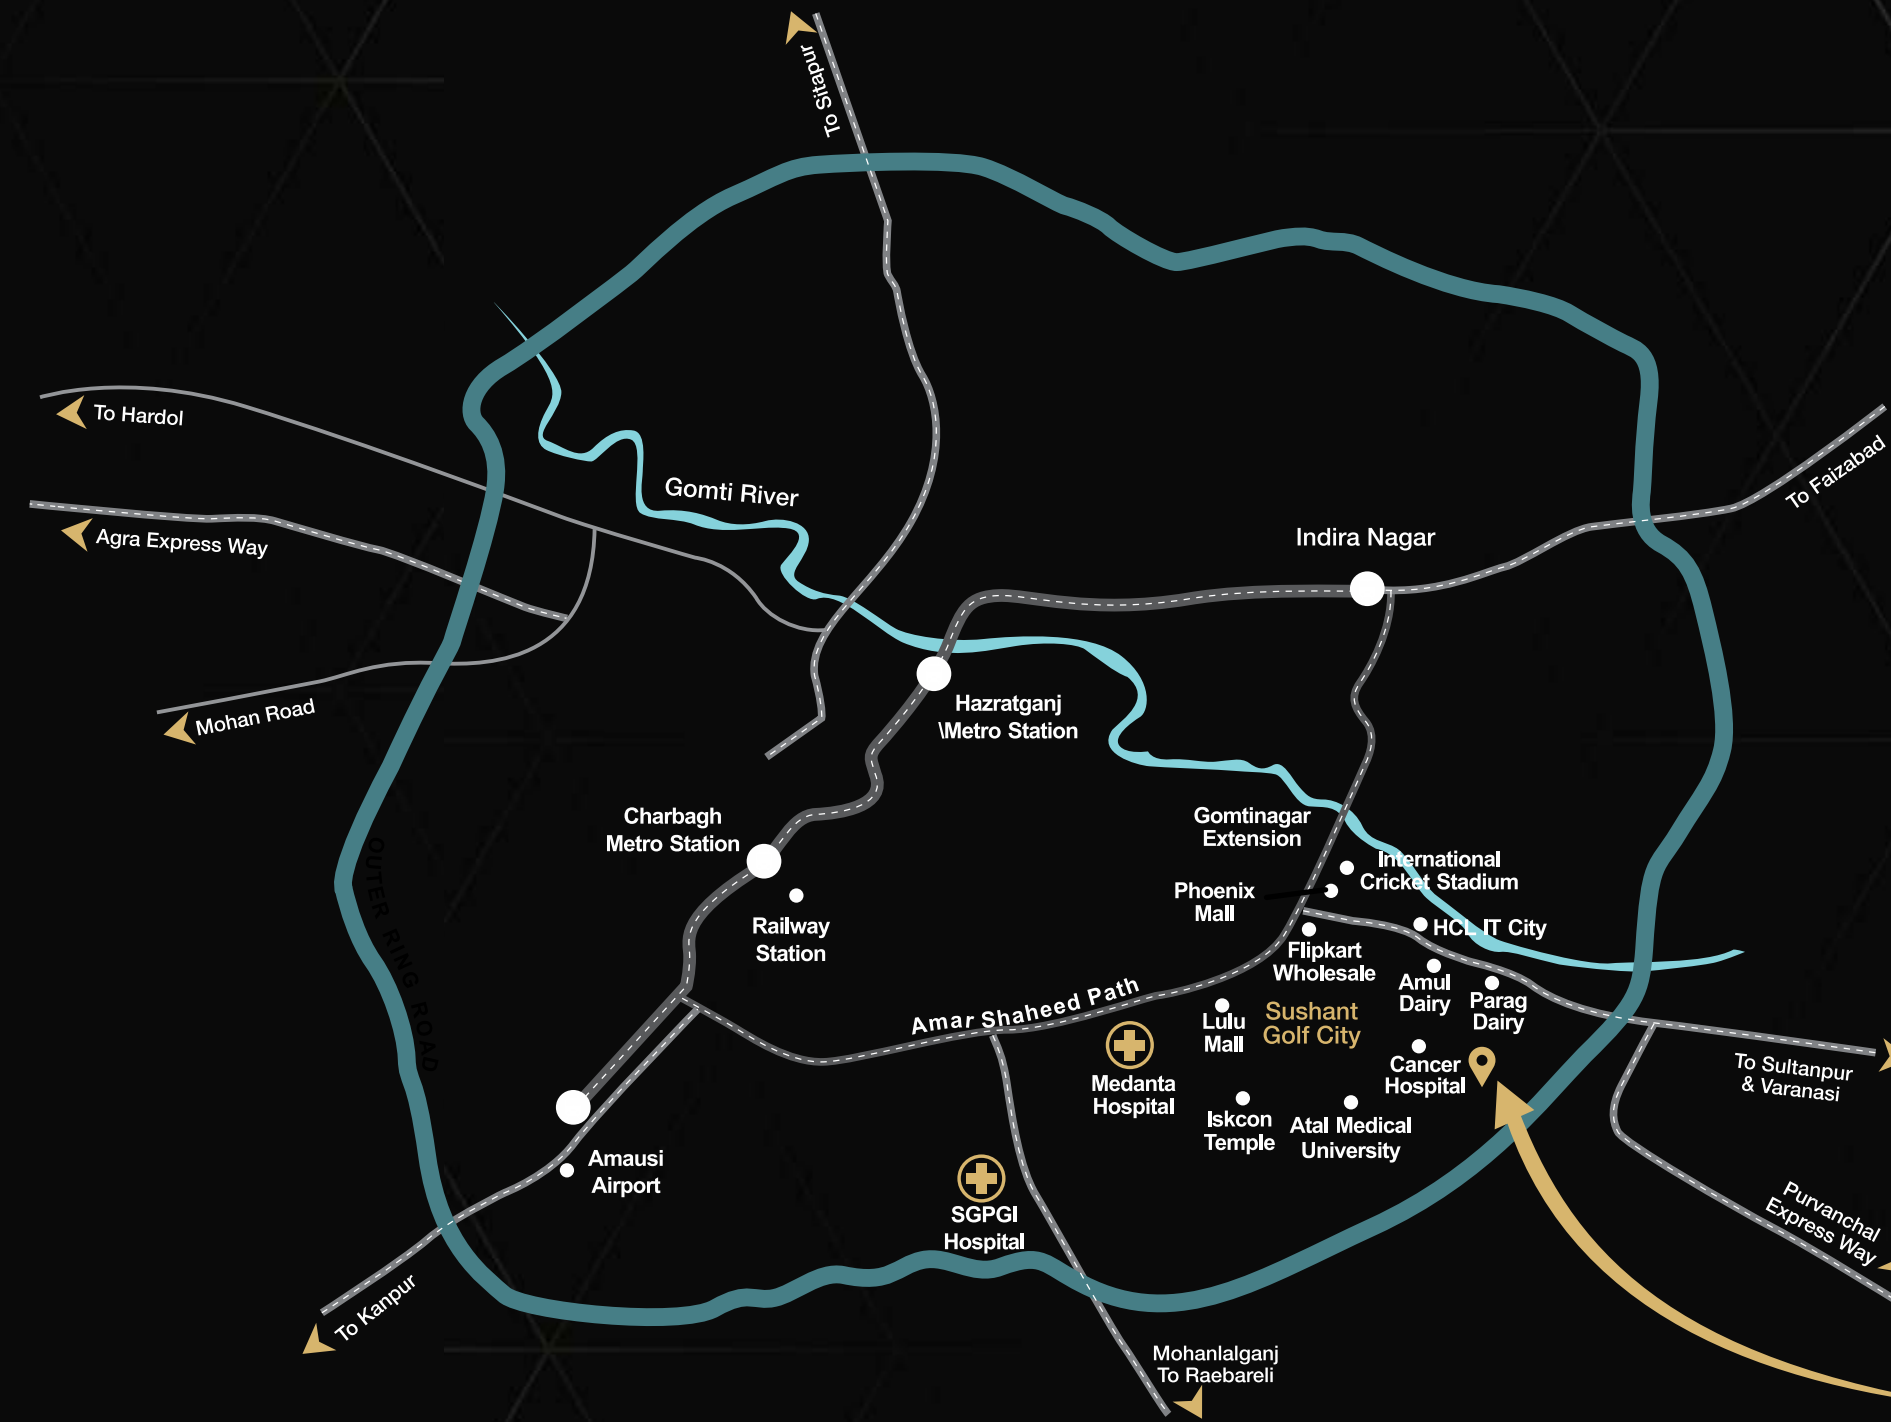 To Sitapur
To Hardol
Agra Express Way
Mohan Road
Gomti River
Indira Nagar
To Faizabad
Hazratganj
\Metro Station
Charbagh
Metro Station
Railway
Station
Gomtinagar
Extension
International
Cricket Stadium
Phoenix
Mall
HCL IT City
Flipkart
Wholesale
Amul
Dairy
Parag
Dairy
OUTER RING ROAD
Amar Shaheed Path
Lulu
Mall
Sushant
Golf City
Cancer
Hospital
To Sultanpur
& Varanasi
Medanta
Hospital
Iskcon
Temple
Atal Medical
University
Amausi
Airport
SGPGI
Hospital
Purvanchal
Express Way
To Kanpur
Mohanlalganj
To Raebareli